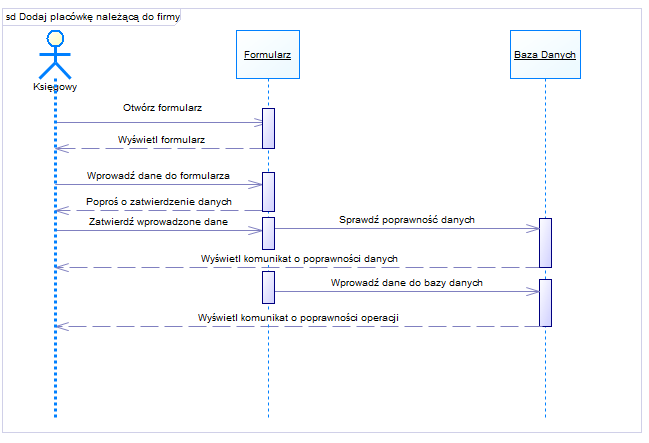 sd Dodaj placówkę należącą do firmy
Księgowy
Formularz
Baza Danych
Otwórz formularz
Wyświetl formularz
Wprowadź dane do formularza
Poproś o zatwierdzenie danych
Zatwierdź wprowadzone dane
Sprawdź poprawność danych
Wyświetl komunikat o poprawności danych
Wprowadź dane do bazy danych
Wyświetl komunikat o poprawności operacji